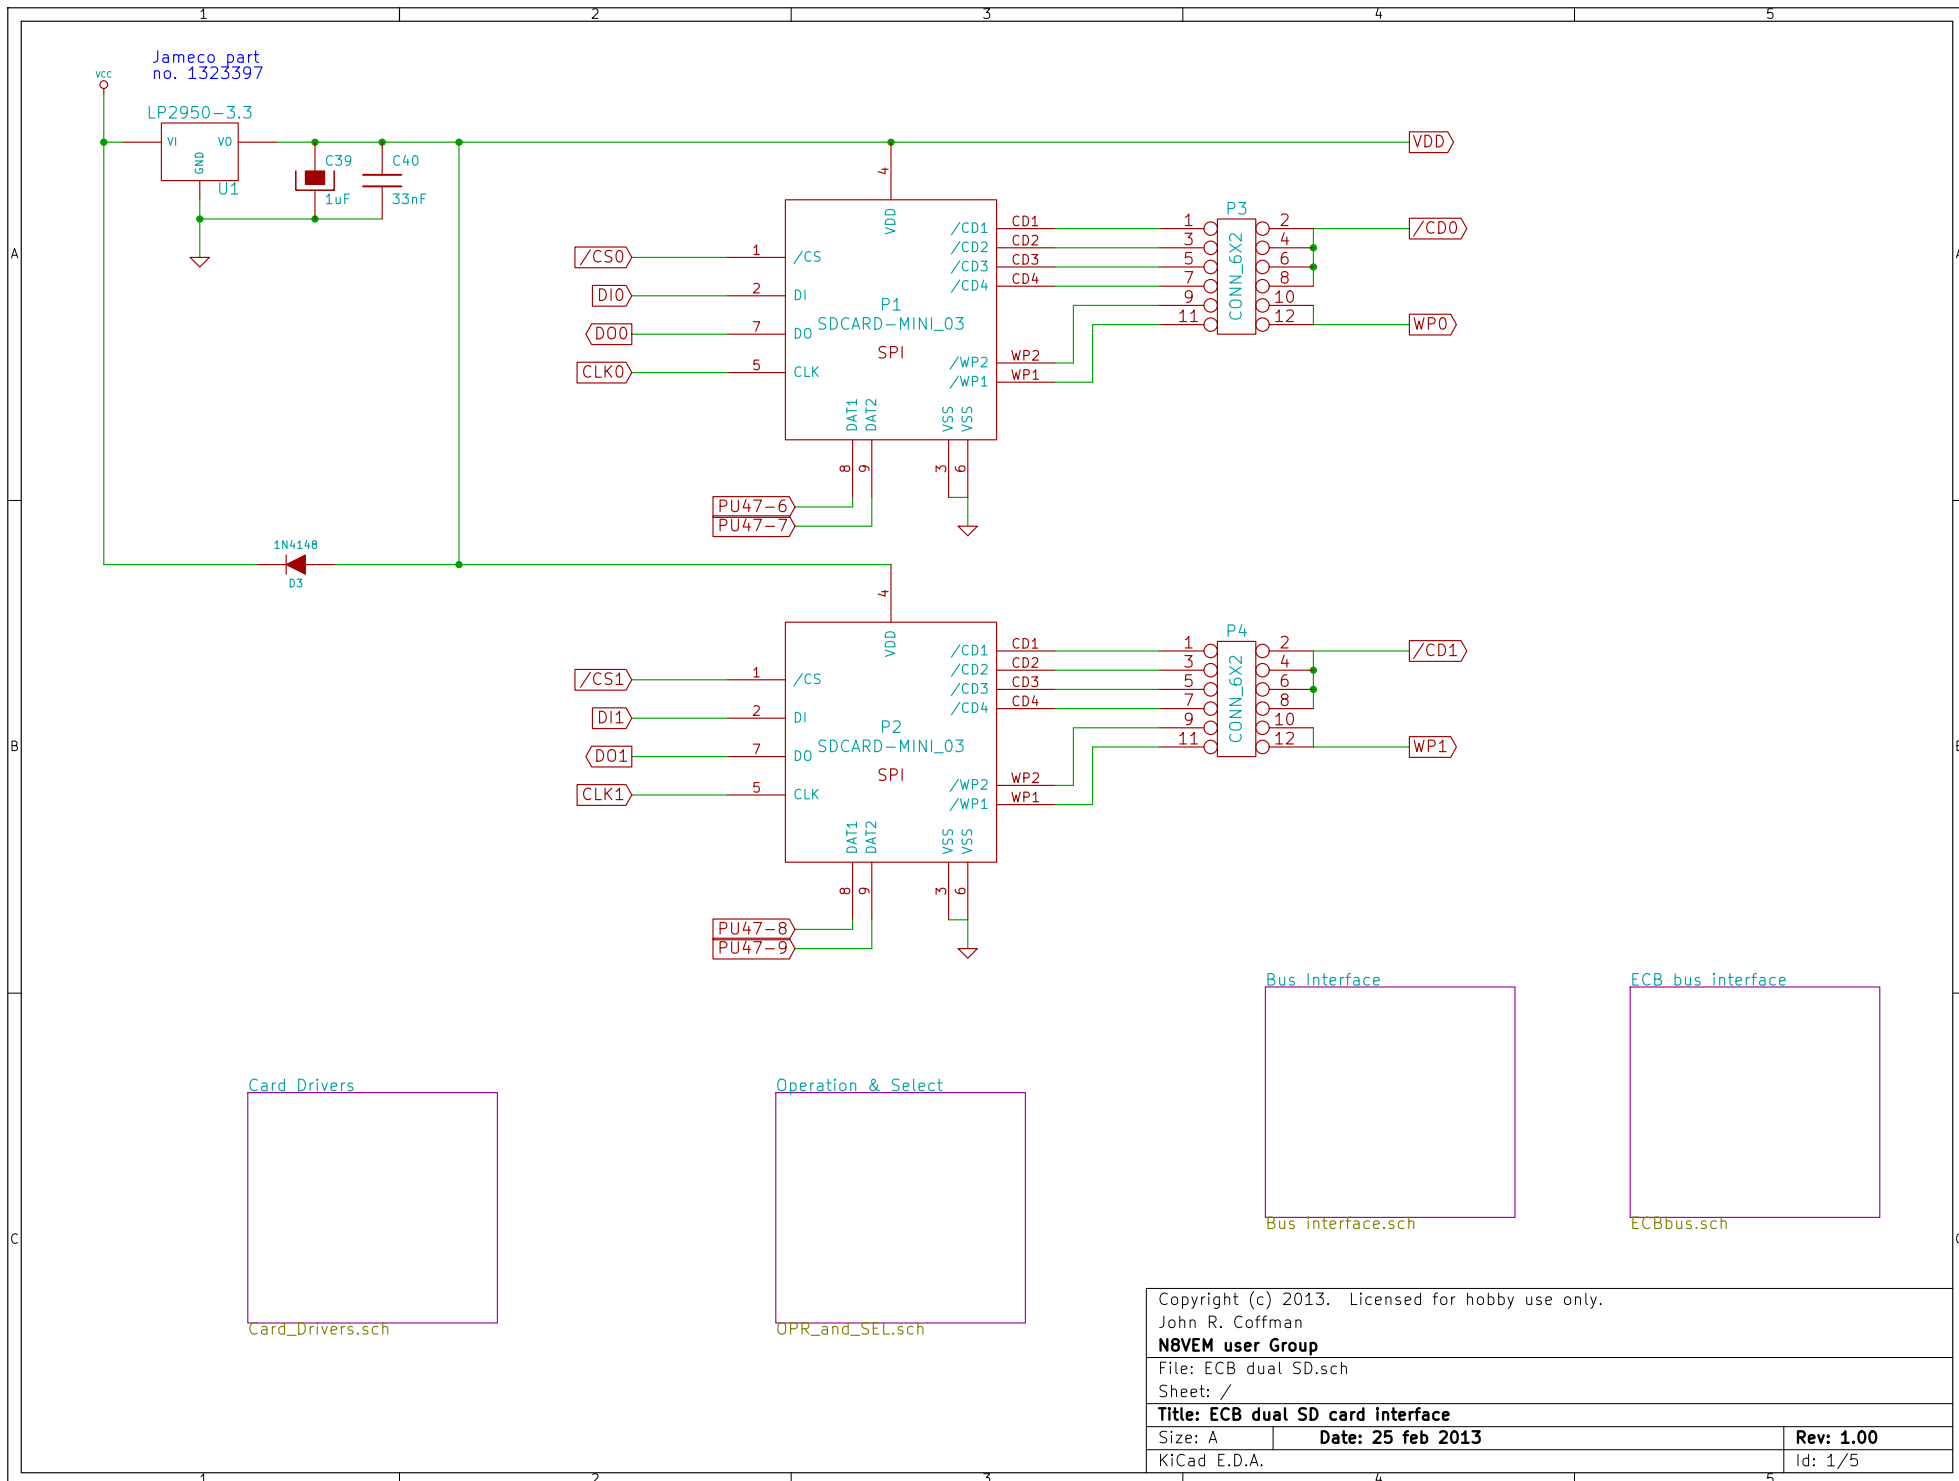 1 2 3 4 5
Jameco part
no. 1323397
VCC
LP2950-3.3
VI VO
GND
U1
C39
1uF
C40
33nF
VDD
A
4
VDD
/CS0 1 /CS
DI0 2 DI
DO0 7 DO
CLK0 5 CLK
P1
SDCARD-MINI_03
SPI
/CD1 CD1
/CD2 CD2
/CD3 CD3
/CD4 CD4
/WP2 WP2
/WP1 WP1
DAT1 DAT2 VSS VSS
8 9 3 6
PU47-6
PU47-7
P3
CONN_6X2
1 2
3 4
5 6
7 8
9 10
11 12
/CD0
WP0
1N4148
D3
B
4
VDD
/CS1 1 /CS
DI1 2 DI
DO1 7 DO
CLK1 5 CLK
P2
SDCARD-MINI_03
SPI
/CD1 CD1
/CD2 CD2
/CD3 CD3
/CD4 CD4
/WP2 WP2
/WP1 WP1
DAT1 DAT2 VSS VSS
8 9 3 6
PU47-8
PU47-9
P4
CONN_6X2
1 2
3 4
5 6
7 8
9 10
11 12
/CD1
WP1
Bus Interface
Bus interface.sch
ECB bus interface
ECBbus.sch
Card Drivers
Card_Drivers.sch
Operation & Select
OPR_and_SEL.sch
C
Copyright (c) 2013. Licensed for hobby use only.
John R. Coffman
N8VEM user Group
File: ECB dual SD.sch
Sheet: /
Title: ECB dual SD card interface
Size: A Date: 25 feb 2013 Rev: 1.00
KiCad E.D.A. Id: 1/5
1 2 3 4 5